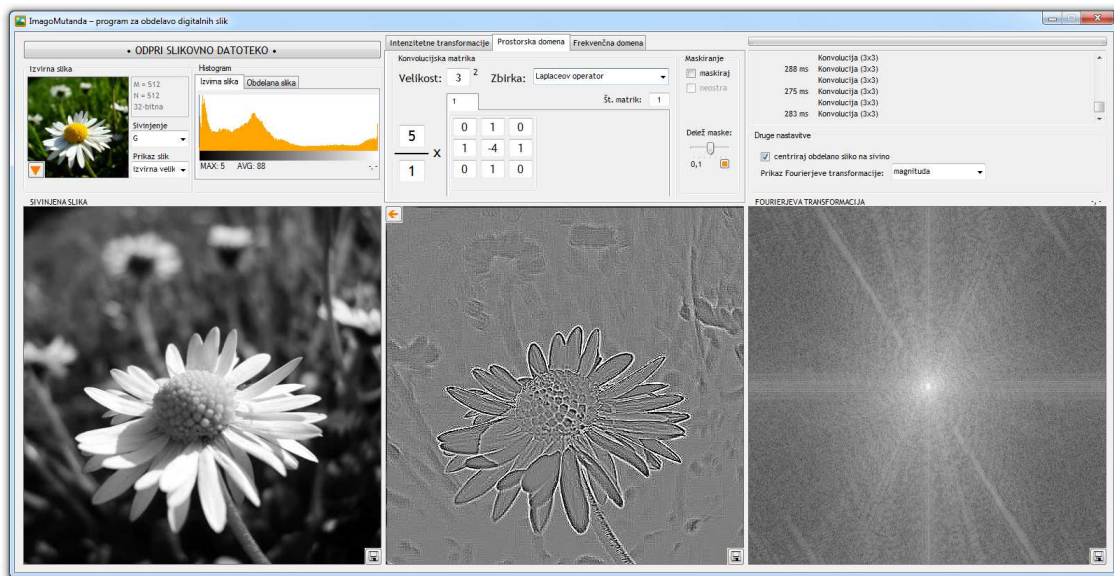 ImagoMutanda – program za obdelavo digitalnih slik
• ODPRI SLIKOVNO DATOTEKO •
Izvirna slika
M = 512
N = 512
32-bitna
Sivinjenje
G
Prikaz slik
Izvirna velik
Histogram
Izvirna slika Obdelana slika
MAX: 5 AVG: 88 -, -
Intenzitetne transformacije Prostorska domena Frekvenčna domena
Konvolucijska matrika
Velikost: 3 2 Zbirka: Laplaceov operator
1 Št. matrik: 1
5
1
x
0 1 0
1 -4 1
0 1 0
Maskiranje
maskiraj
neostra
Delež maske:
0,1
Konvolucija (3x3)
288 ms Konvolucija (3x3)
Konvolucija (3x3)
275 ms Konvolucija (3x3)
Konvolucija (3x3)
283 ms Konvolucija (3x3)
Druge nastavitve
centriraj obdelano sliko na sivino
Prikaz Fourierjeve transformacije: magnituda
SIVINJENA SLIKA
FOURIERJEVA TRANSFORMACIJA -, -